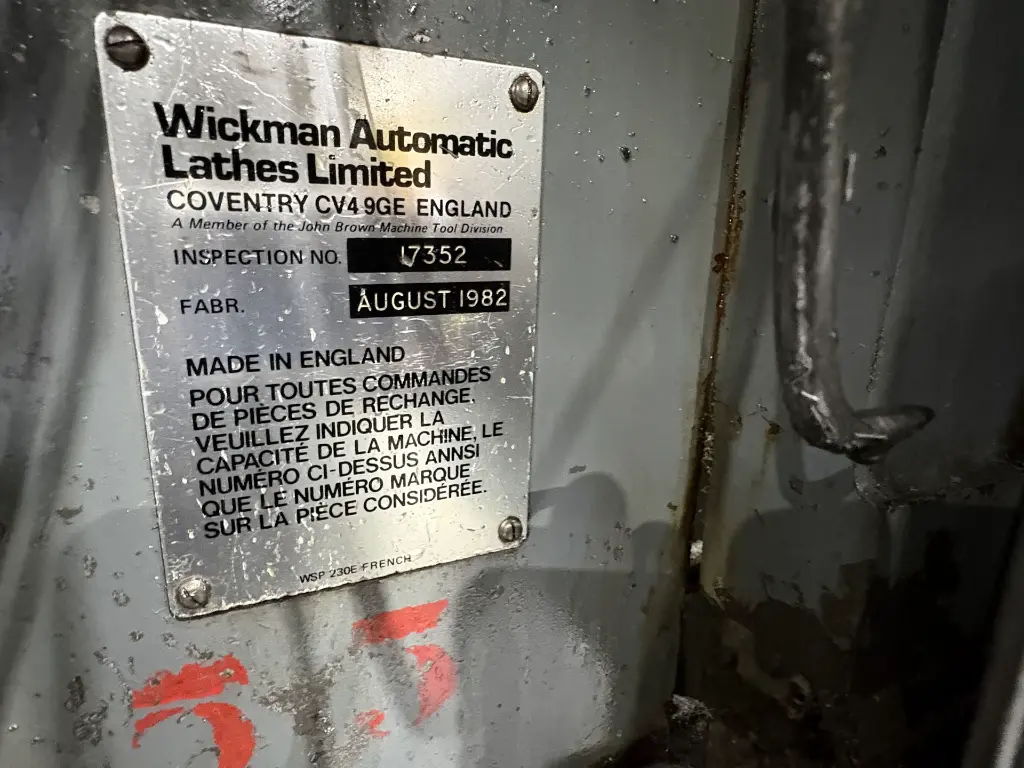 Wickman Automatic
Lathes Limited
COVENTRY CV4 9GE ENGLAND
A Member of the John Brown Machine Tool Division
INSPECTION NO. 17352
FABR. AUGUST 1982
MADE IN ENGLAND
POUR TOUTES COMMANDES
DE PIÈCES DE RECHANGE,
VEUILLEZ INDIQUER LA
CAPACITÉ DE LA MACHINE, LE
NUMÉRO CI-DESSUS ANNSI
QUE LE NUMÉRO MARQUE
SUR LA PIÈCE CONSIDÉRÉE.
WSP 230E FRENCH